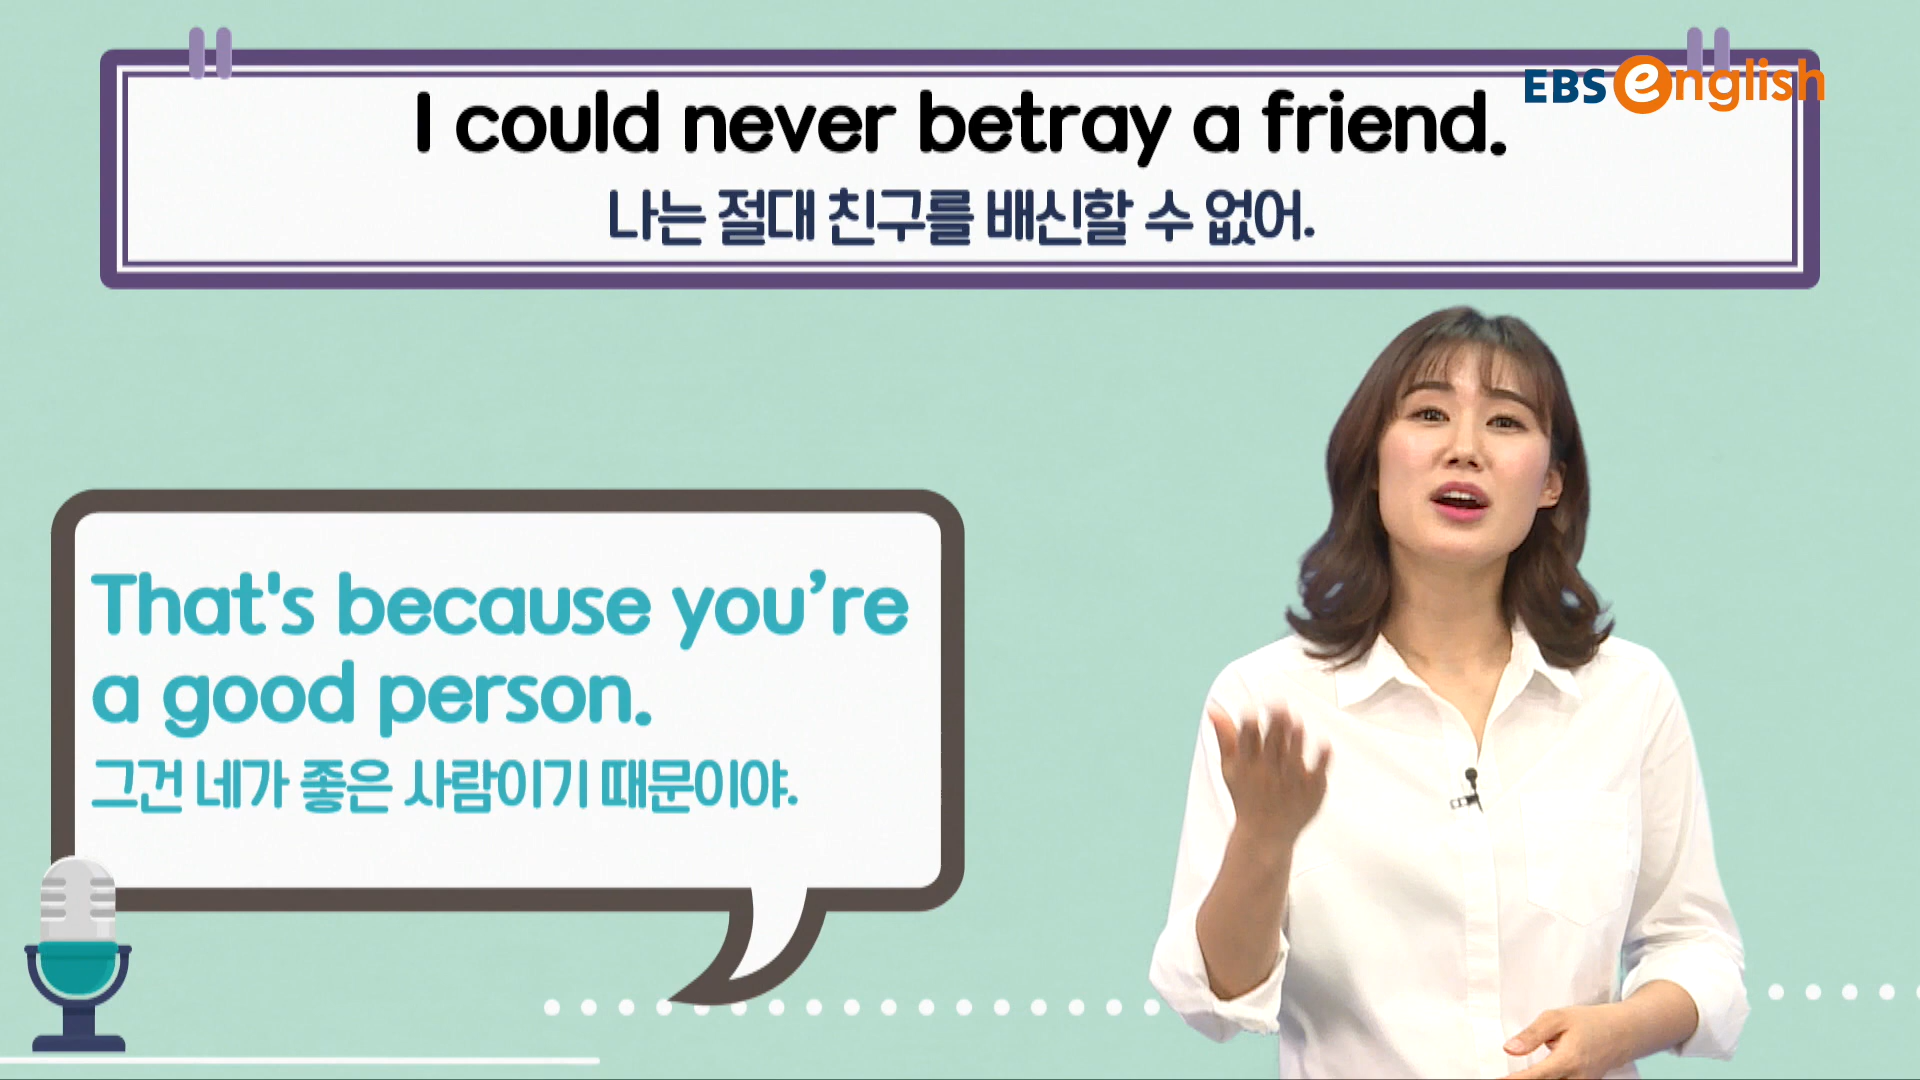 EBS english
I could never betray a friend.
나는 절대 친구를 배신할 수 없어.
That's because you’re
a good person.
그건 네가 좋은 사람이기 때문이야.